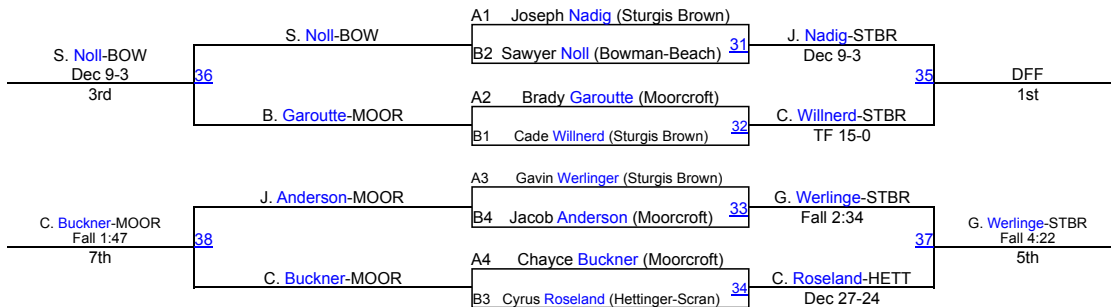 A1 Joseph Nadig (Sturgis Brown)
S. Noll-BOW
31
J. Nadig-STBR
S. Noll-BOW
B2 Sawyer Noll (Bowman-Beach)
Dec 9-3
Dec 9-3
36
35
DFF
3rd
1st
A2 Brady Garoutte (Moorcroft)
B. Garoutte-MOOR
32
C. Willnerd-STBR
B1 Cade Willnerd (Sturgis Brown)
TF 15-0
A3 Gavin Werlinger (Sturgis Brown)
J. Anderson-MOOR
33
G. Werlinge-STBR
B4 Jacob Anderson (Moorcroft)
Fall 2:34
C. Buckner-MOOR
Fall 1:47
38
37
G. Werlinge-STBR
Fall 4:22
7th
5th
A4 Chayce Buckner (Moorcroft)
C. Buckner-MOOR
34
C. Roseland-HETT
B3 Cyrus Roseland (Hettinger-Scran)
Dec 27-24